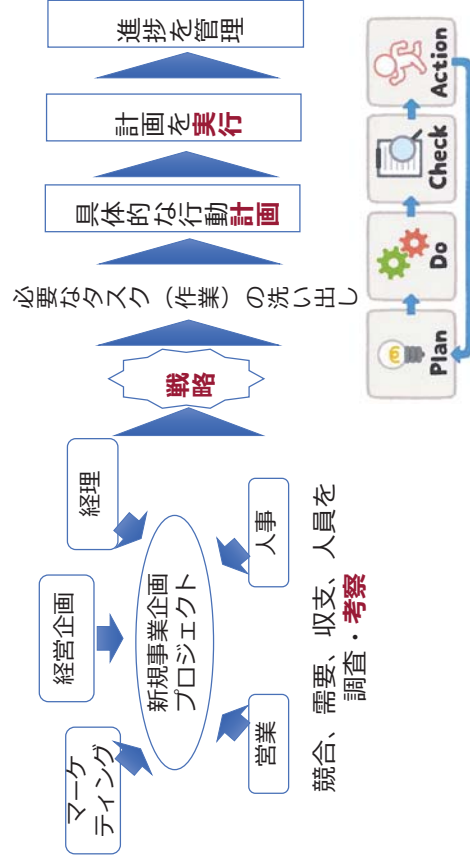 マーケ
ティング
経営企画
経理
新規事業企画
プロジェクト
営業
人事
競合、需要、収支、人員を
調査・考察
戦略
必要なタスク（作業）の洗い出し
具体的な行動計画
計画を実行
進捗を管理
Plan
Do
Check
Action